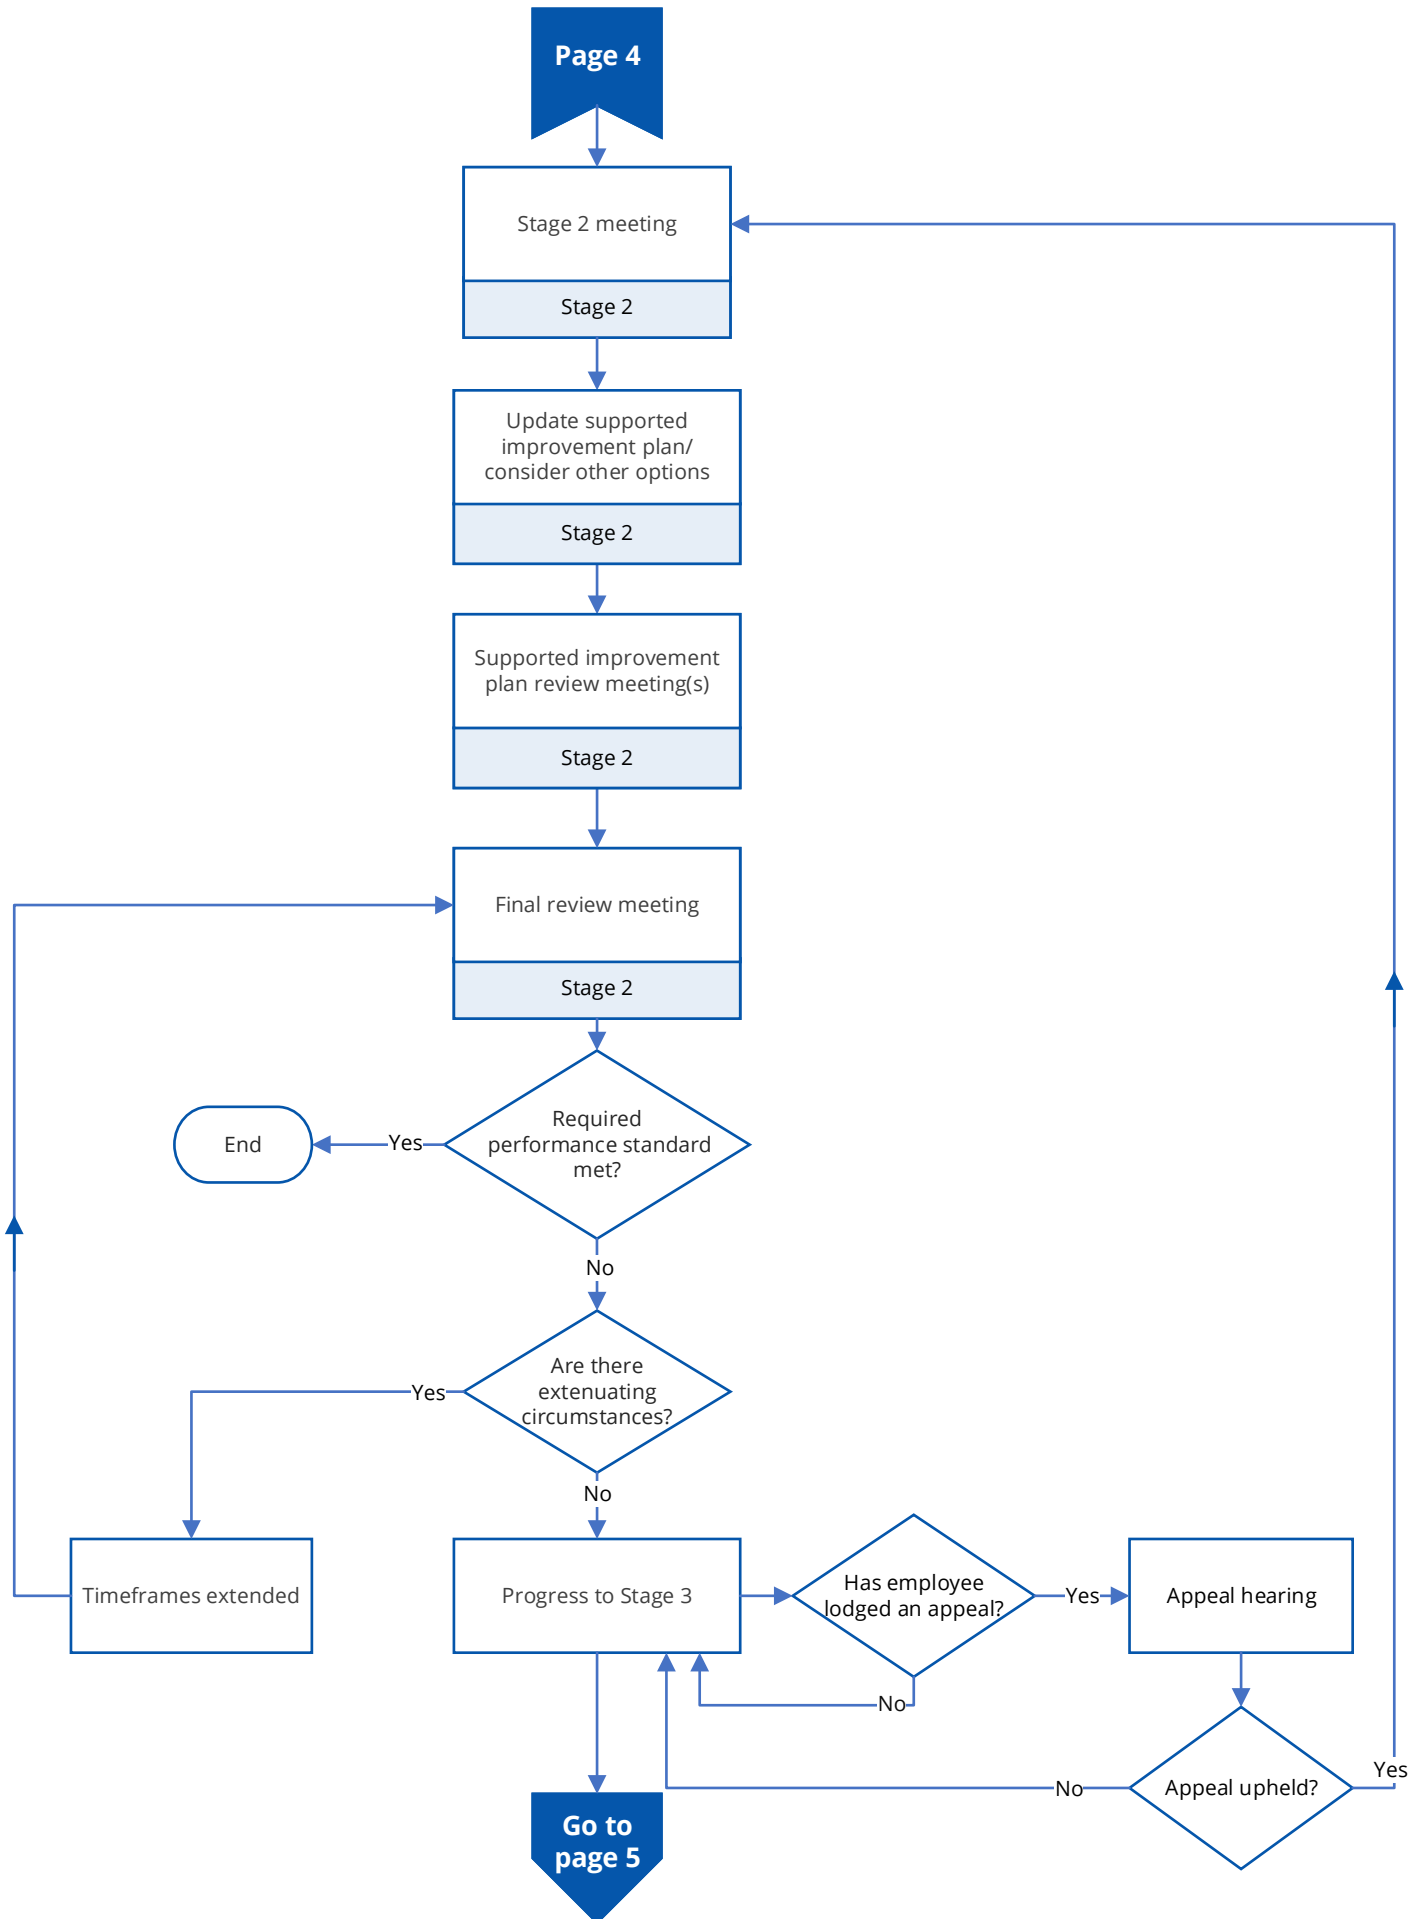 Page 4
Stage 2 meeting
Stage 2
Update supported
improvement plan/
consider other options
Stage 2
Supported improvement
plan review meeting(s)
Stage 2
Final review meeting
Stage 2
Required
performance standard
met?
Yes
End
No
Are there
extenuating
circumstances?
Yes
No
Timeframes extended
Progress to Stage 3
Has employee
lodged an appeal?
Yes
Appeal hearing
No
Appeal upheld?
Yes
No
Go to
page 5